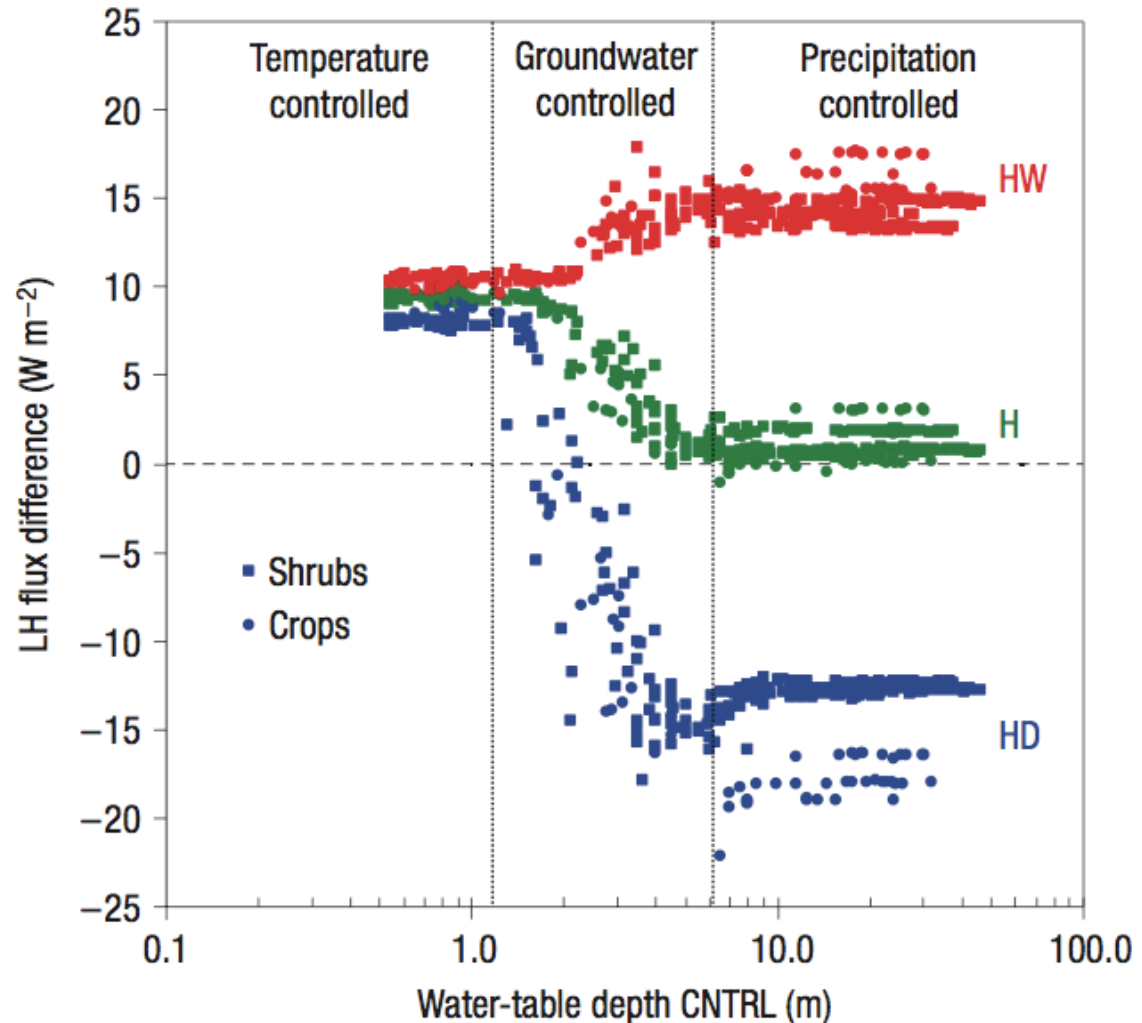 25
20
15
10
5
0
−5
−10
−15
−20
−25
LH flux difference (W m−2)
Temperature
controlled
Groundwater
controlled
Precipitation
controlled
HW
H
HD
Shrubs
Crops
0.1
1.0
10.0
100.0
Water-table depth CNTRL (m)